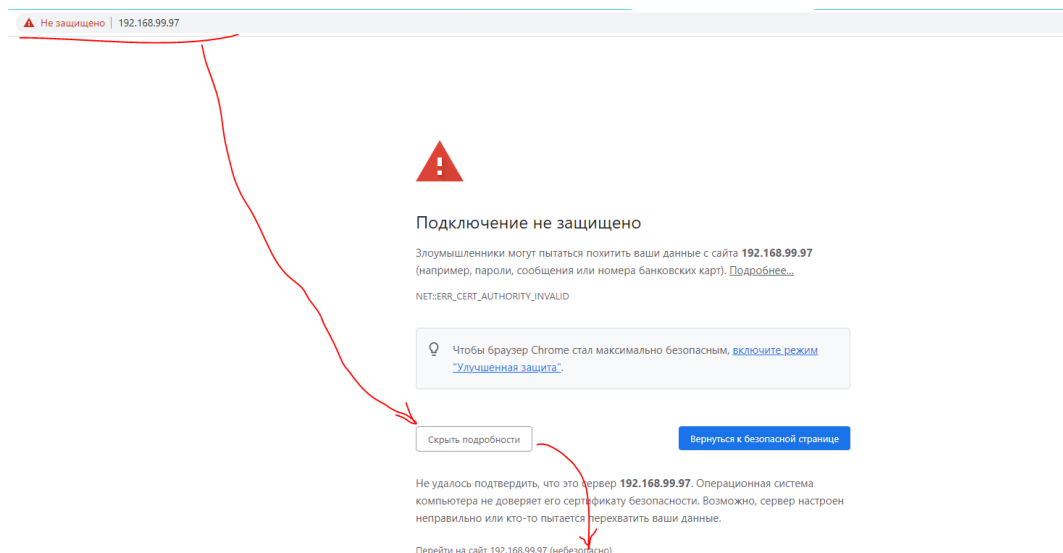 Не защищено | 192.168.99.97
Подключение не защищено
Злоумышленники могут пытаться похитить ваши данные с сайта 192.168.99.97
(например, пароли, сообщения или номера банковских карт). Подробнее...
NET::ERR_CERT_AUTHORITY_INVALID
Чтобы браузер Chrome стал максимально безопасным, включите режим
"Улучшенная защита".
Скрыть подробности
Вернуться к безопасной странице
Не удалось подтвердить, что это сервер 192.168.99.97. Операционная система
компьютера не доверяет его сертификату безопасности. Возможно, сервер настроен
неправильно или кто-то пытается перехватить ваши данные.
Перейти на сайт 192.168.99.97 (небезопасно)